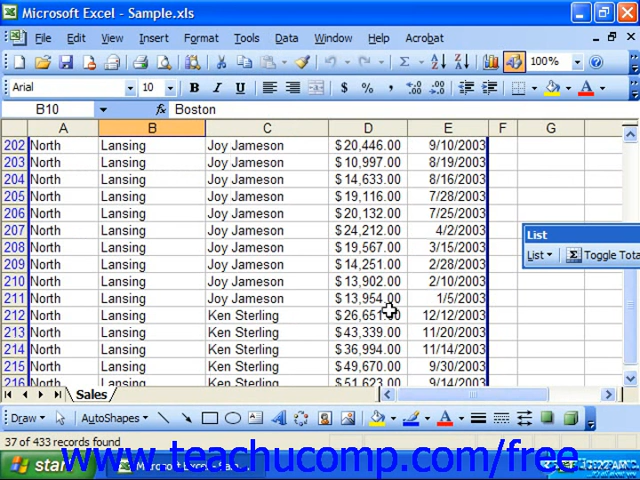 Microsoft Excel - Sample.xls
File Edit View Insert Format Tools Data Window Help Acrobat
100%
Arial 10 B I U $ % ,
B10 fx Boston
A B C D E F G
202 North Lansing Joy Jameson $20,446.00 9/10/2003
203 North Lansing Joy Jameson $10,997.00 8/19/2003
204 North Lansing Joy Jameson $14,633.00 8/16/2003
205 North Lansing Joy Jameson $19,116.00 7/28/2003
206 North Lansing Joy Jameson $20,132.00 7/25/2003
207 North Lansing Joy Jameson $24,212.00 4/2/2003
208 North Lansing Joy Jameson $19,567.00 3/15/2003
209 North Lansing Joy Jameson $14,251.00 2/28/2003
210 North Lansing Joy Jameson $13,902.00 2/10/2003
211 North Lansing Joy Jameson $13,954.00 1/5/2003
212 North Lansing Ken Sterling $26,651.00 12/12/2003
213 North Lansing Ken Sterling $43,339.00 11/20/2003
214 North Lansing Ken Sterling $36,994.00 11/14/2003
215 North Lansing Ken Sterling $49,670.00 9/30/2003
216 North Lansing Ken Sterling $51,623.00 9/14/2003
List
List Σ Toggle Tota
Sales
Draw AutoShapes
37 of 433 records found
start Microsoft Excel - Sa
www.teachucomp.com/free